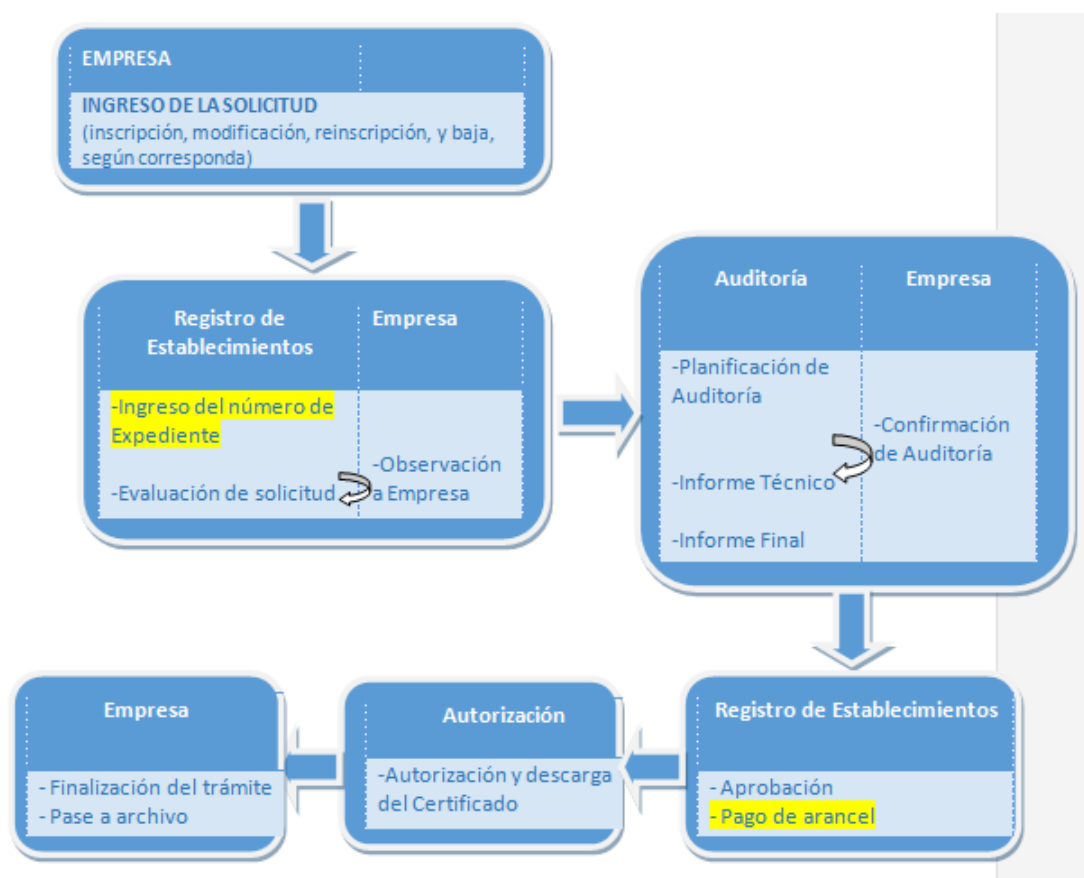 EMPRESA
INGRESO DE LA SOLICITUD
(inscripción, modificación, reinscripción, y baja,
según corresponda)
Registro de
Establecimientos
Empresa
-Ingreso del número de
Expediente
-Evaluación de solicitud
-Observación
a Empresa
Auditoría
Empresa
-Planificación de
Auditoría
-Informe Técnico
-Informe Final
-Confirmación
de Auditoría
Registro de Establecimientos
- Aprobación
- Pago de arancel
Autorización
-Autorización y descarga
del Certificado
Empresa
- Finalización del trámite
- Pase a archivo